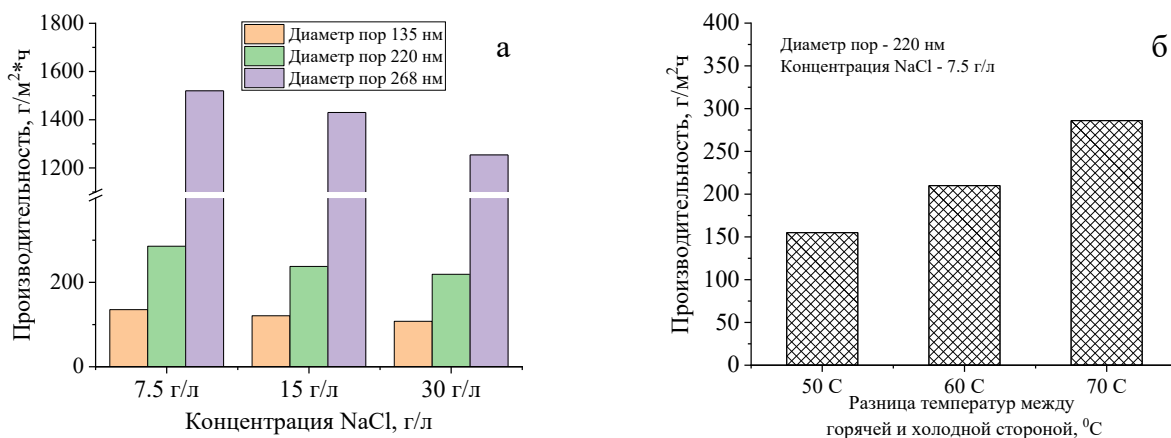 Производительность, г/м²*ч
1800
1600
1400
1200
200
0
Диаметр пор 135 нм
Диаметр пор 220 нм
Диаметр пор 268 нм
а
7.5 г/л
15 г/л
30 г/л
Концентрация NaCl, г/л
Производительность, г/м²ч
400
350
300
250
200
150
100
50
0
Диаметр пор - 220 нм
Концентрация NaCl - 7.5 г/л
б
50 С
60 С
70 С
Разница температур между
горячей и холодной стороной, ⁰С